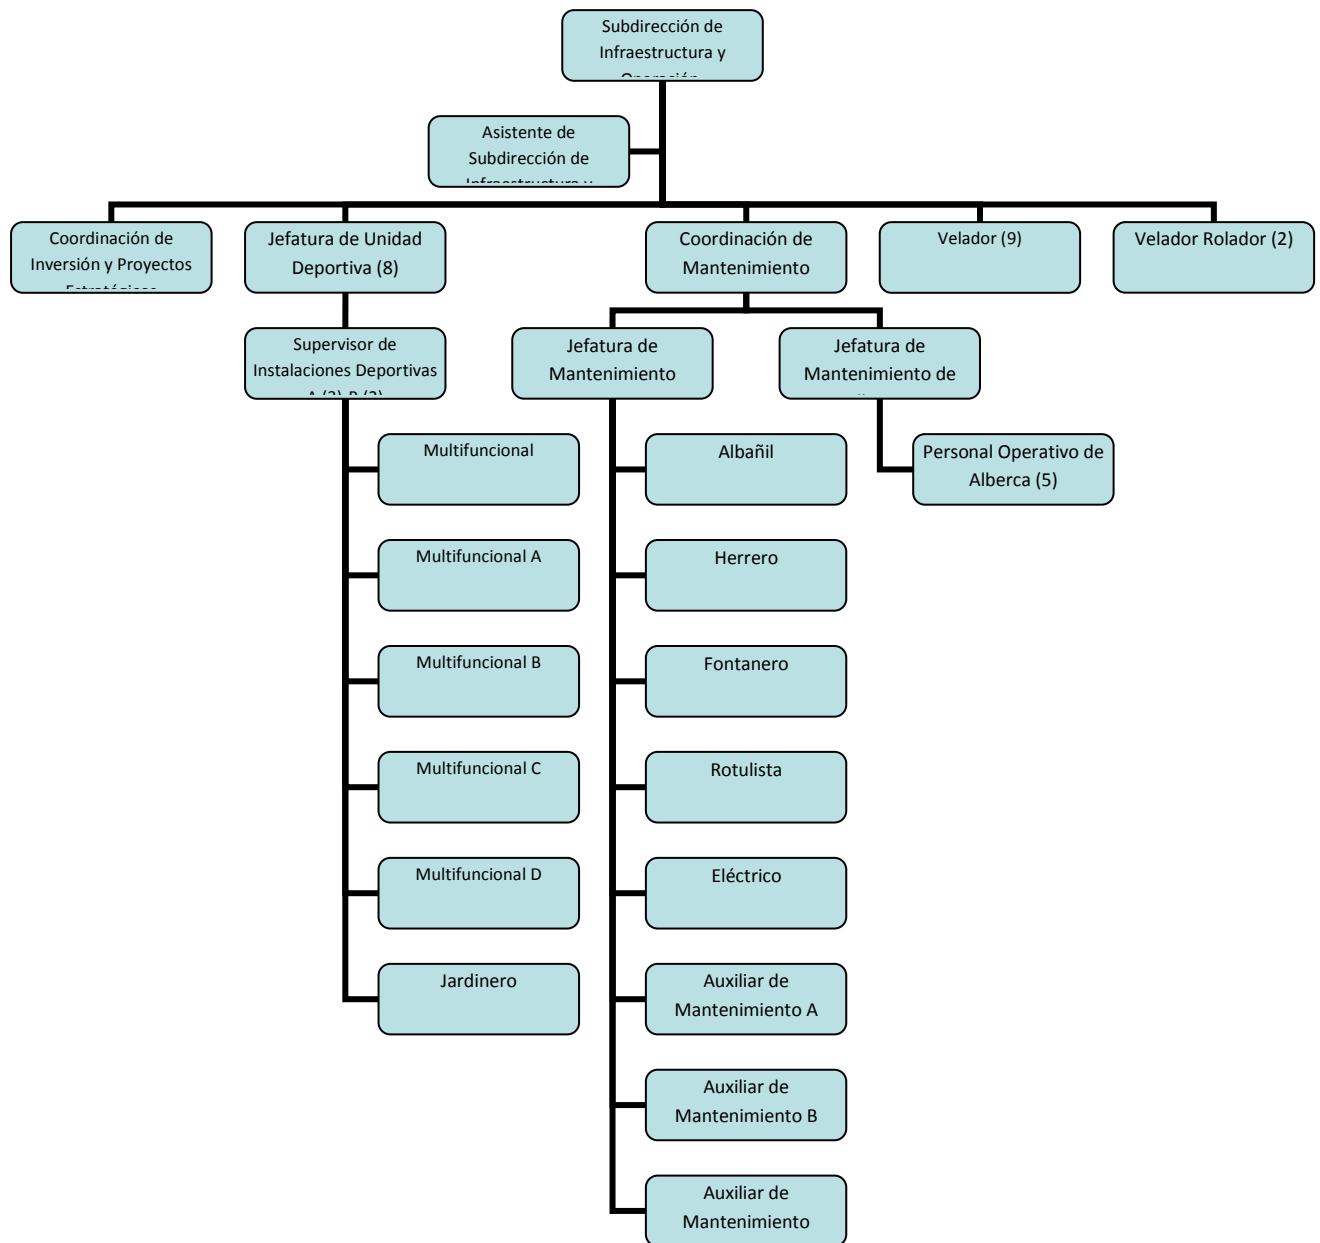 Subdirección de
Infraestructura y
Operación
Asistente de
Subdirección de
Infraestructura y
Coordinación de
Inversión y Proyectos
Estratégicos
Jefatura de Unidad
Deportiva (8)
Coordinación de
Mantenimiento
Velador (9)
Velador Rolador (2)
Supervisor de
Instalaciones Deportivas
Jefatura de
Mantenimiento
Jefatura de
Mantenimiento de
Multifuncional
Albañil
Personal Operativo de
Alberca (5)
Multifuncional A
Herrero
Multifuncional B
Fontanero
Multifuncional C
Rotulista
Multifuncional D
Eléctrico
Jardinero
Auxiliar de
Mantenimiento A
Auxiliar de
Mantenimiento B
Auxiliar de
Mantenimiento